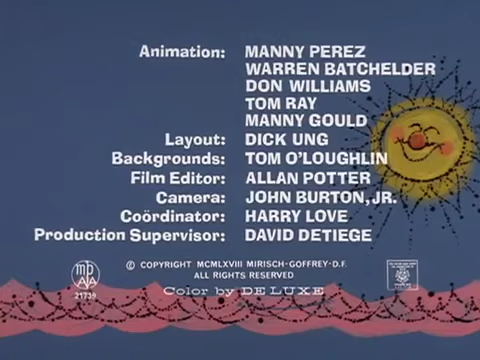 Animation: MANNY PEREZ
WARREN BATCHELDER
DON WILLIAMS
TOM RAY
MANNY GOULD
Layout: DICK UNG
Backgrounds: TOM O'LOUGHLIN
Film Editor: ALLAN POTTER
Camera: JOHN BURTON, JR.
Coördinator: HARRY LOVE
Production Supervisor: DAVID DETIEGE
© COPYRIGHT MCMLXVIII MIRISCH-GOFFREY-D.F.
ALL RIGHTS RESERVED
Color by DE LUXE
21739